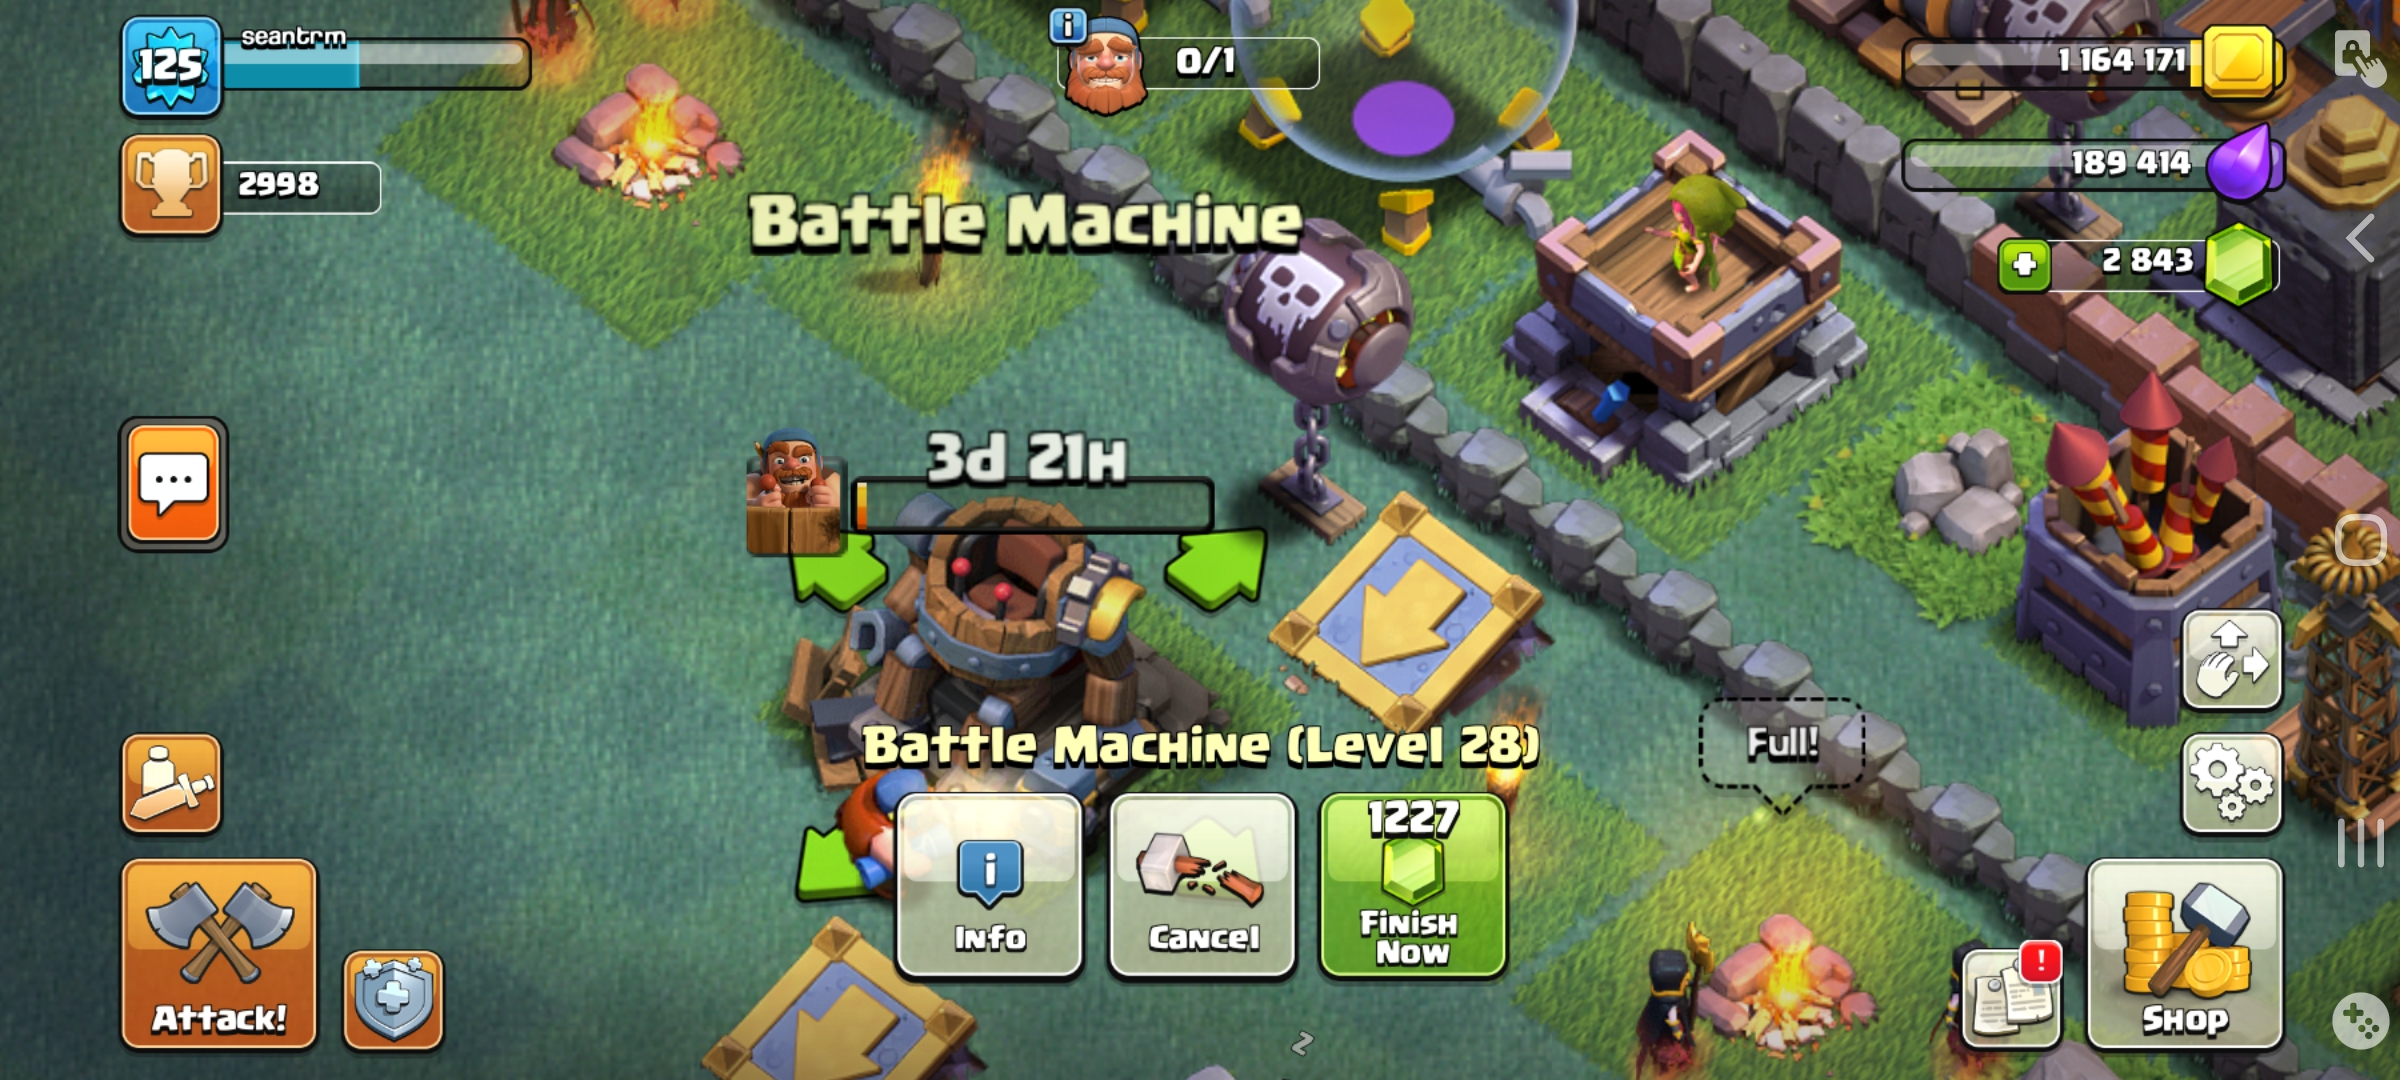 125
seantrm
0/1
1 164 171
2998
189 414
Battle Machine
2 843
3d 21H
Battle Machine (Level 28)
Full!
1227
Info
Cancel
Finish
Now
!
Attack!
Shop
z